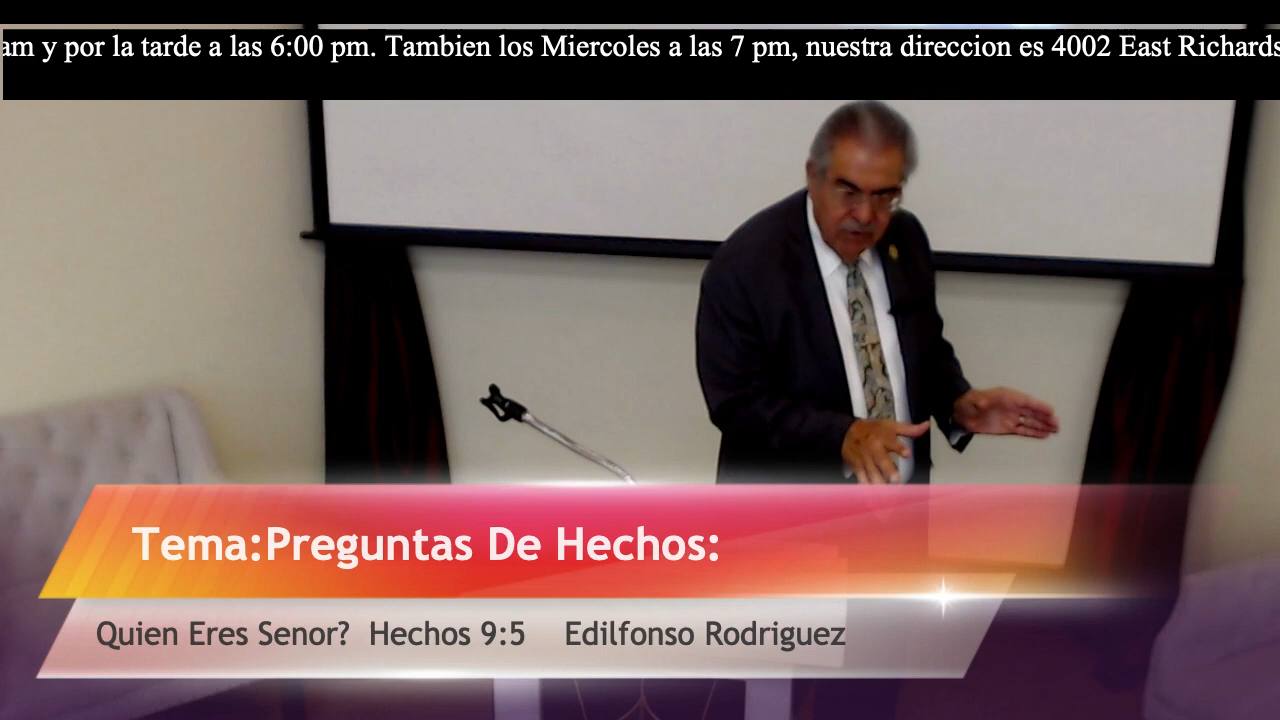 am y por la tarde a las 6:00 pm. Tambien los Miercoles a las 7 pm, nuestra direccion es 4002 East Richards
Tema:Preguntas De Hechos:
Quien Eres Senor? Hechos 9:5 Edilfonso Rodriguez